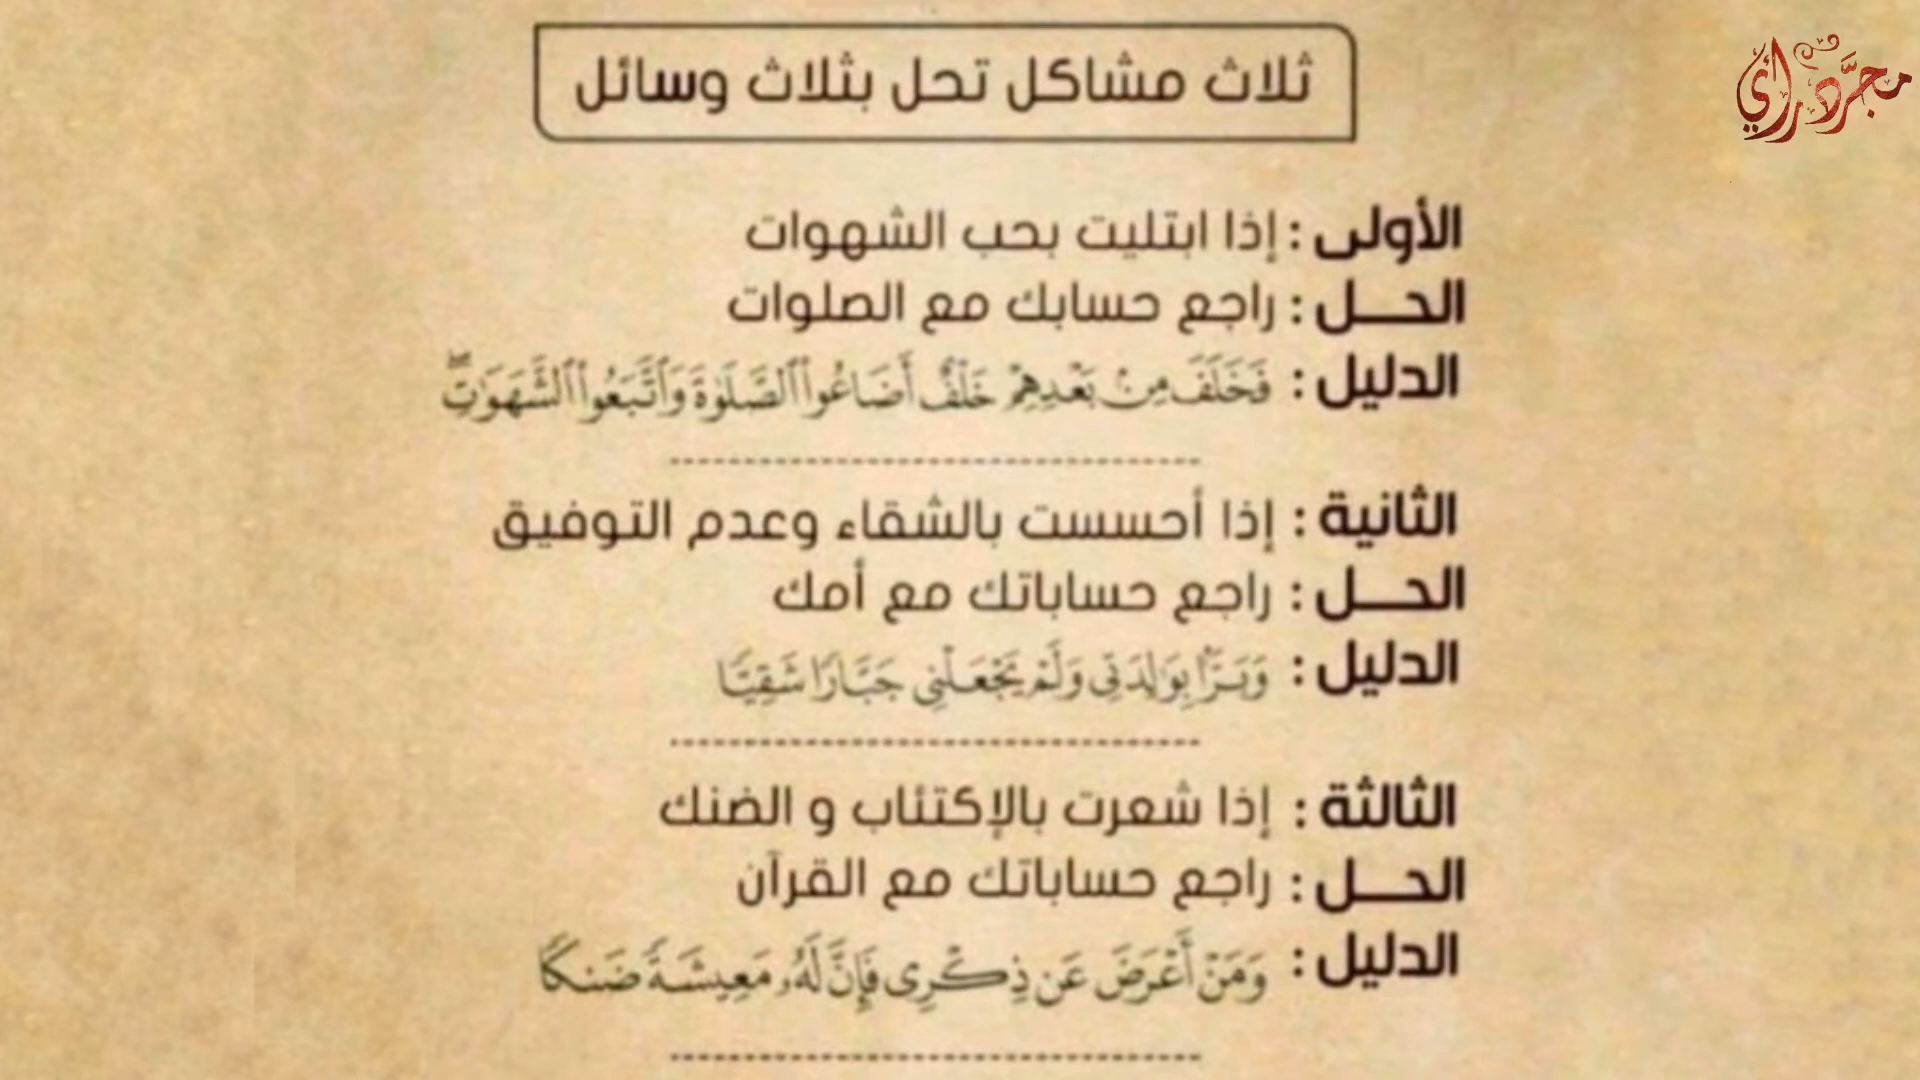 مجرد رأي
ثلاث مشاكل تحل بثلاث وسائل
الأولى : إذا ابتليت بحب الشهوات
الحـــل : راجع حسابك مع الصلوات
الدليل : فَخَلَفَ مِنۢ بَعْدِهِمْ خَلْفٌ أَضَاعُوا۟ ٱلصَّلَوٰةَ وَٱتَّبَعُوا۟ ٱلشَّهَوَٰتِۖ
الثانية : إذا أحسست بالشقاء وعدم التوفيق
الحـــل : راجع حساباتك مع أمك
الدليل : وَبَرًّۢا بِوَٰلِدَتِى وَلَمْ يَجْعَلْنِى جَبَّارًا شَقِيًّا
الثالثة : إذا شعرت بالإكتئاب و الضنك
الحـــل : راجع حساباتك مع القرآن
الدليل : وَمَنْ أَعْرَضَ عَن ذِكْرِى فَإِنَّ لَهُۥ مَعِيشَةً ضَنكًا